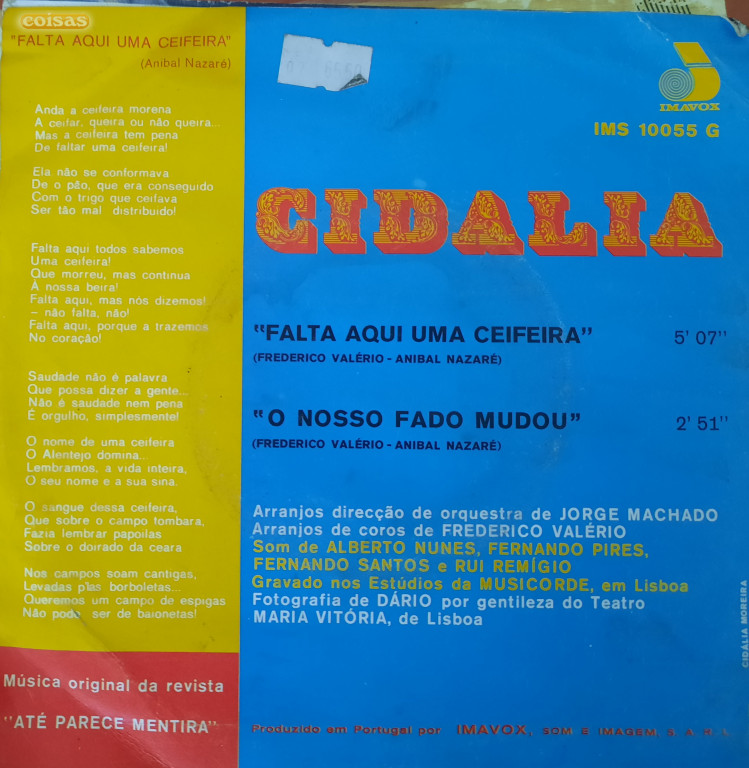 coisas
"FALTA AQUI UMA CEIFEIRA"
(Anibal Nazaré)
Anda a ceifeira morena
A ceifar, queira ou não queira...
Mas a ceifeira tem pena
De faltar uma ceifeira!
Ela não se conformava
De o pão, que era conseguido
Com o trigo que ceifava
Ser tão mal distribuido!
Falta aqui todos sabemos
Uma ceifeira!
Que morreu, mas continua
À nossa beira!
Falta aqui, mas nós dizemos!
– não falta, não!
Falta aqui, porque a trazemos
No coração!
Saudade não é palavra
Que possa dizer a gente...
Não é saudade nem pena
É orgulho, simplesmente!
O nome de uma ceifeira
O Alentejo domina...
Lembramos, a vida inteira,
O seu nome e a sua sina.
O sangue dessa ceifeira,
Que sobre o campo tombara,
Fazia lembrar papoilas
Sobre o doirado da ceara
Nos campos soam cantigas,
Levadas p'las borboletas...
Queremos um campo de espigas
Não pode ser de baionetas!
Música original da revista
"ATÉ PARECE MENTIRA"
IMAVOX
IMS 10055 G
CIDALIA
"FALTA AQUI UMA CEIFEIRA" 5' 07"
(FREDERICO VALÉRIO - ANIBAL NAZARÉ)
"O NOSSO FADO MUDOU" 2' 51"
(FREDERICO VALÉRIO - ANIBAL NAZARÉ)
Arranjos direcção de orquestra de JORGE MACHADO
Arranjos de coros de FREDERICO VALÉRIO
Som de ALBERTO NUNES, FERNANDO PIRES,
FERNANDO SANTOS e RUI REMÍGIO
Gravado nos Estúdios da MUSICORDE, em Lisboa
Fotografia de DÁRIO por gentileza do Teatro
MARIA VITÓRIA, de Lisboa
CIDÁLIA MOREIRA
Produzido em Portugal por IMAVOX, SOM E IMAGEM, S. A. R. L.